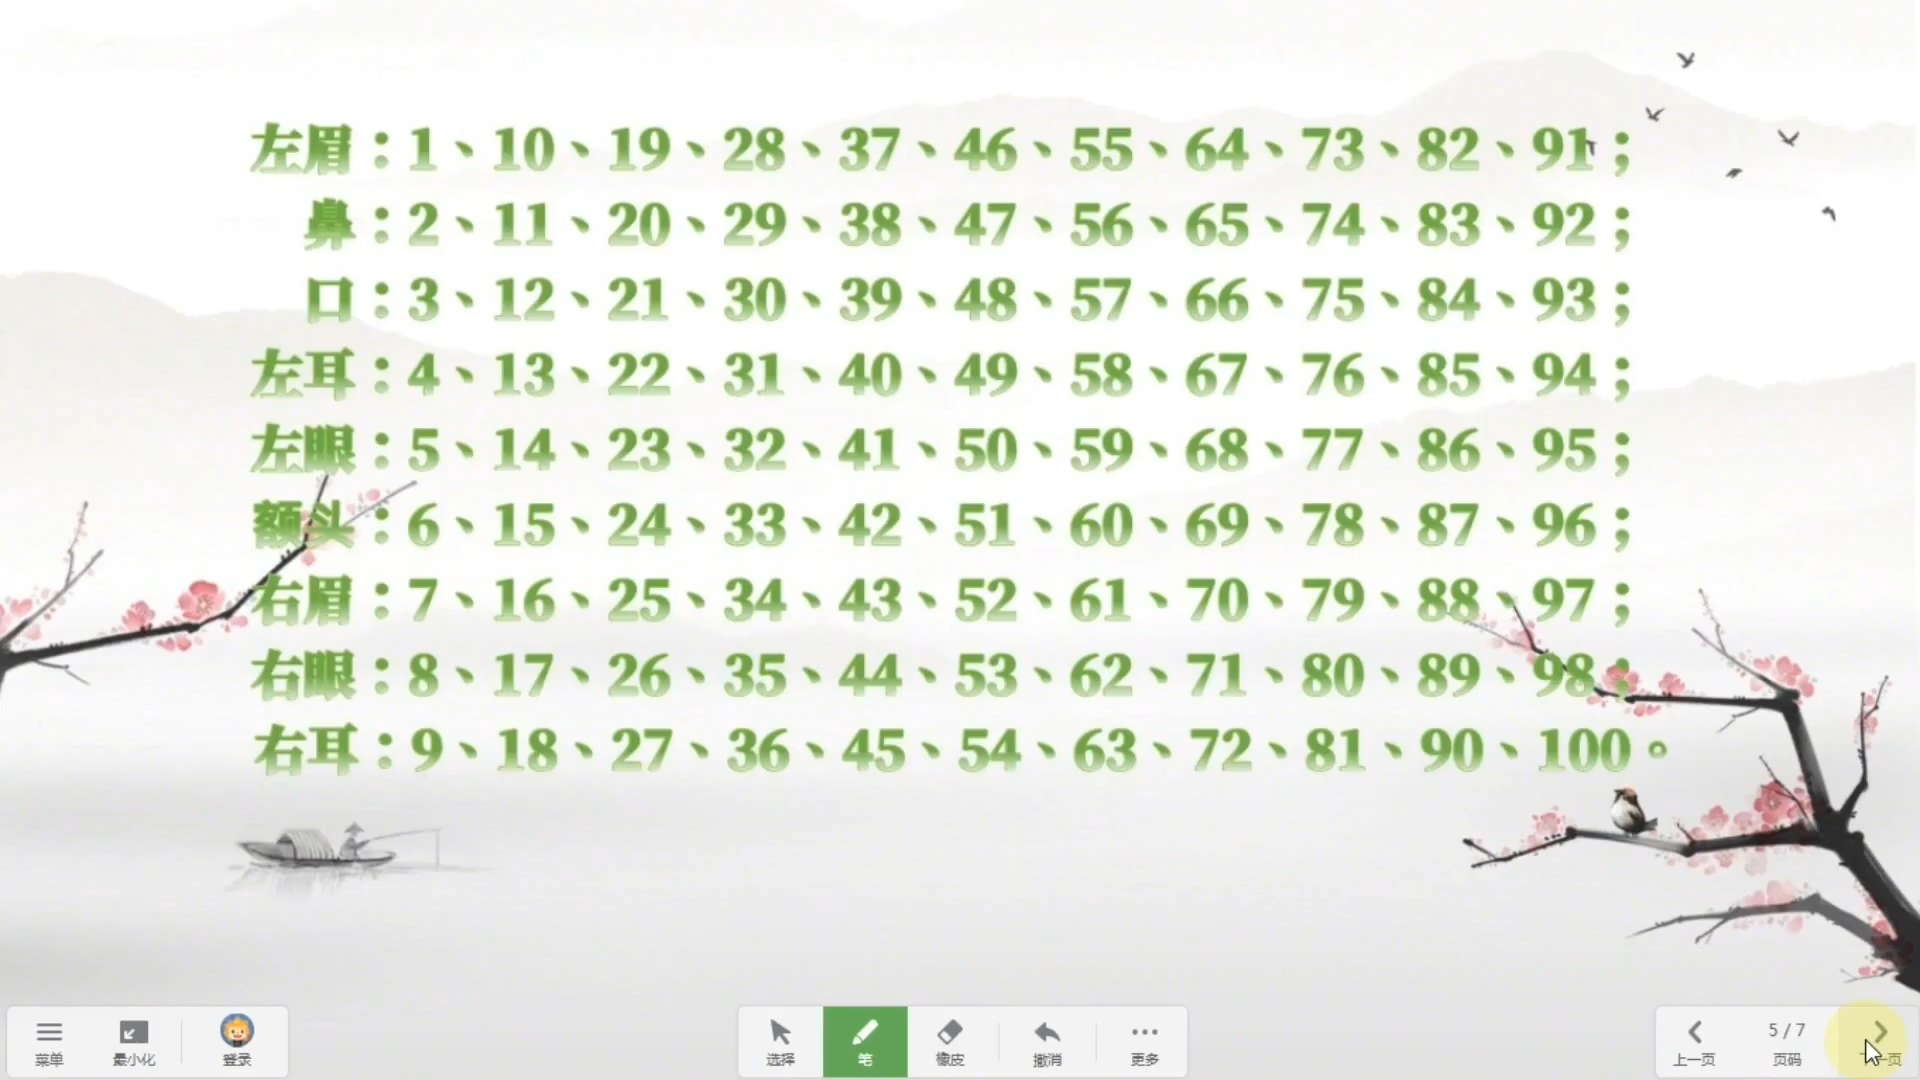 左眉：1、10、19、28、37、46、55、64、73、82、91；
鼻：2、11、20、29、38、47、56、65、74、83、92；
口：3、12、21、30、39、48、57、66、75、84、93；
左耳：4、13、22、31、40、49、58、67、76、85、94；
左眼：5、14、23、32、41、50、59、68、77、86、95；
额头：6、15、24、33、42、51、60、69、78、87、96；
右眉：7、16、25、34、43、52、61、70、79、88、97；
右眼：8、17、26、35、44、53、62、71、80、89、98；
右耳：9、18、27、36、45、54、63、72、81、90、100。
菜单 最小化 登录 选择 笔 橡皮 撤消 更多 上一页 5 / 7 页码 下一页